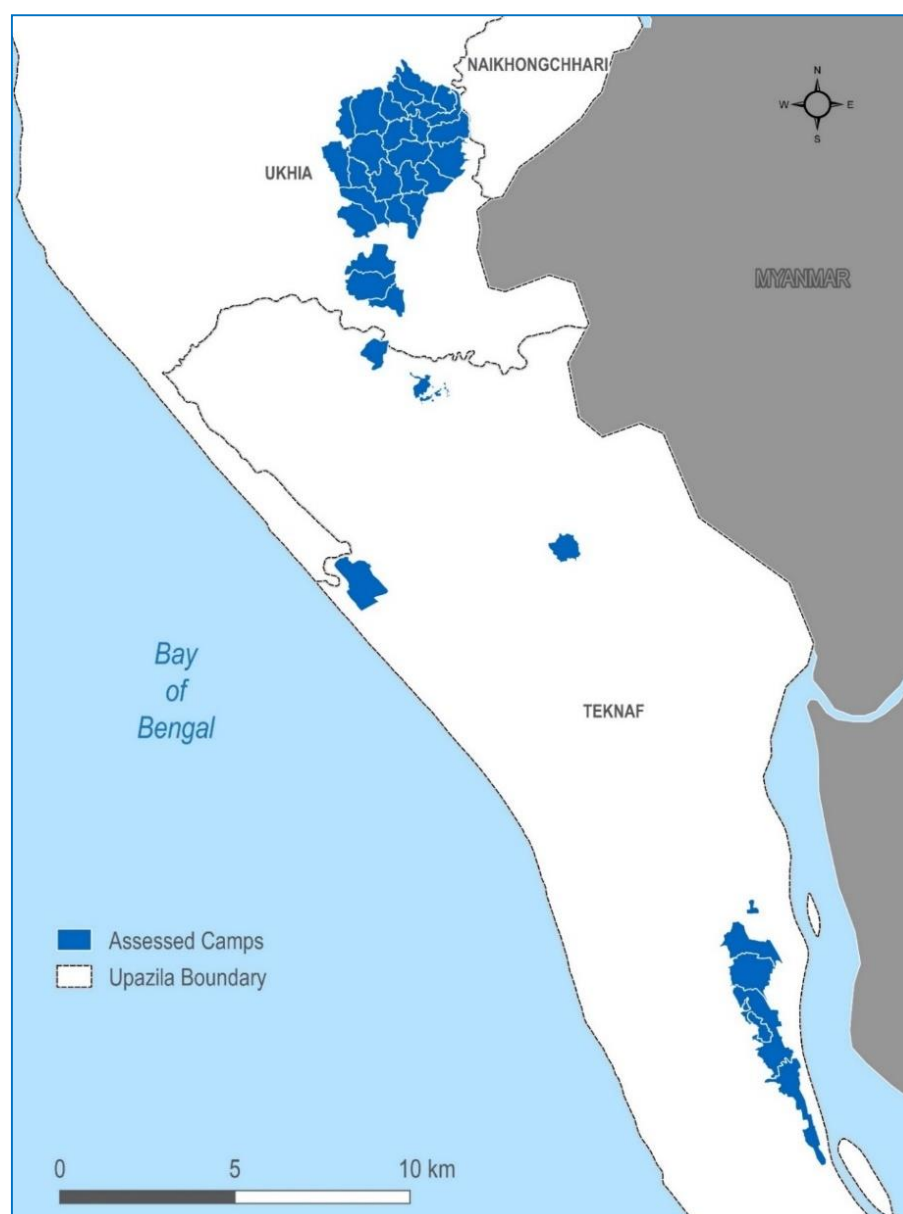 NAIKHONGCHHARI
N
W E
S
UKHIA
MYANMAR
Bay
of
Bengal
TEKNAF
Assessed Camps
Upazila Boundary
0 5 10 km